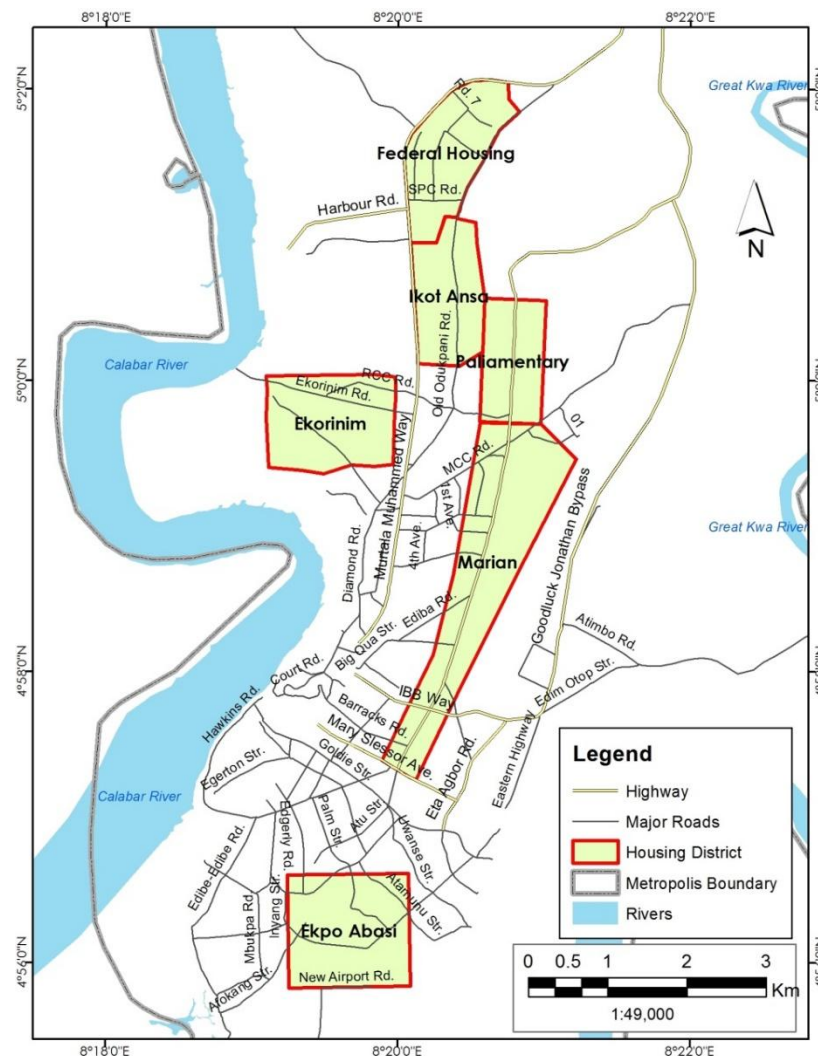 8°18'0"E
8°20'0"E
8°22'0"E
5°2'0"N
Great Kwa River
Rd. 7
Federal Housing
SPC Rd.
Harbour Rd.
N
Ikot Ansa
Old Odukpani Rd.
Paliamentary
Calabar River
5°0'0"N
RCC Rd.
Ekorinim Rd.
Ekorinim
Murtala Muhammed Way
MCC Rd.
01
1st Ave.
4th Ave.
Great Kwa River
Diamond Rd.
Marian
Goodluck Jonathan Bypass
Ediba Rd.
Big Qua Str.
Atimbo Rd.
4°58'0"N
Court Rd.
Edim Otop Str.
IBB Way
Hawkins Rd.
Barracks Rd.
Mary Slessor Ave.
Goldie Str.
Egerton Str.
Eta Agbor Rd.
Eastern Highway
Calabar River
Palm Str.
Atu Str.
Edgerly Rd.
Uwanse Str.
Edibe-Edibe Rd.
Atamunu Str.
Inyang Str.
Mbukpa Rd
Ekpo Abasi
4°56'0"N
New Airport Rd.
Afokang Str.
Legend
Highway
Major Roads
Housing District
Metropolis Boundary
Rivers
0 0.5 1 2 3
Km
1:49,000
8°18'0"E
8°20'0"E
8°22'0"E